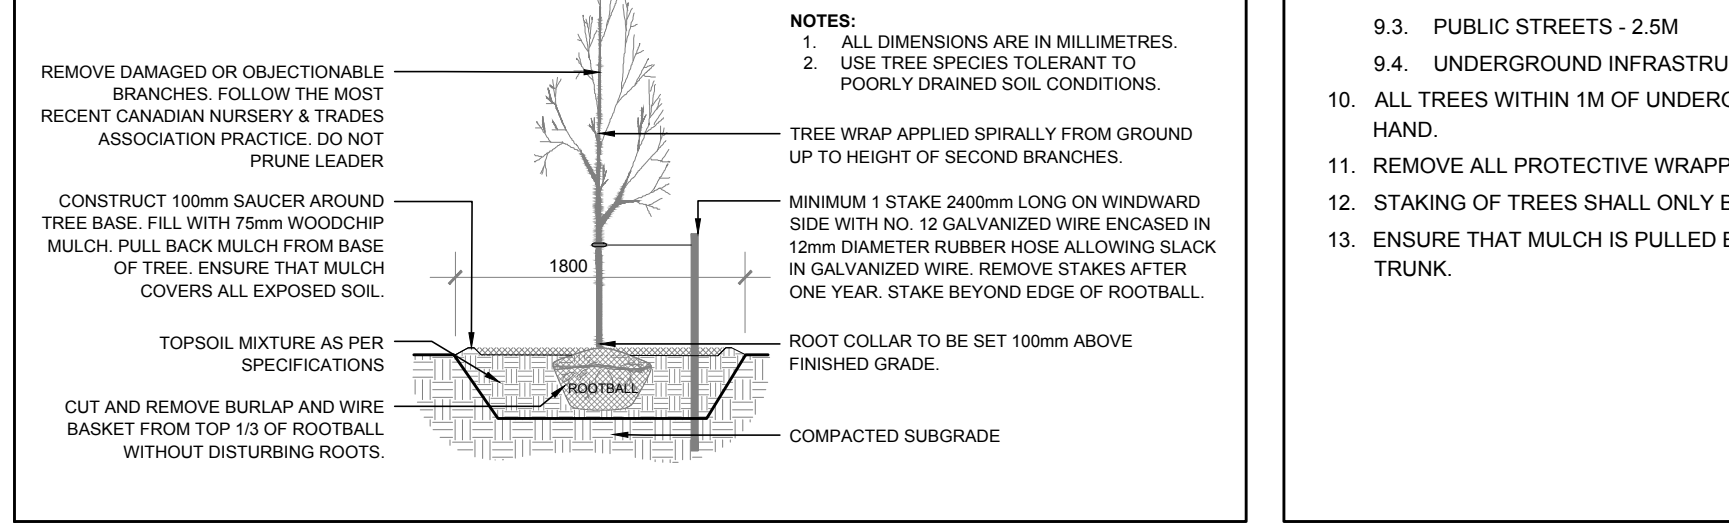 REMOVE DAMAGED OR OBJECTIONABLE
BRANCHES. FOLLOW THE MOST
RECENT CANADIAN NURSERY & TRADES
ASSOCIATION PRACTICE. DO NOT
PRUNE LEADER
CONSTRUCT 100mm SAUCER AROUND
TREE BASE. FILL WITH 75mm WOODCHIP
MULCH. PULL BACK MULCH FROM BASE
OF TREE. ENSURE THAT MULCH
COVERS ALL EXPOSED SOIL.
TOPSOIL MIXTURE AS PER
SPECIFICATIONS
CUT AND REMOVE BURLAP AND WIRE
BASKET FROM TOP 1/3 OF ROOTBALL
WITHOUT DISTURBING ROOTS.
1800
ROOTBALL
NOTES:
1. ALL DIMENSIONS ARE IN MILLIMETRES.
2. USE TREE SPECIES TOLERANT TO
POORLY DRAINED SOIL CONDITIONS.
TREE WRAP APPLIED SPIRALLY FROM GROUND
UP TO HEIGHT OF SECOND BRANCHES.
MINIMUM 1 STAKE 2400mm LONG ON WINDWARD
SIDE WITH NO. 12 GALVANIZED WIRE ENCASED IN
12mm DIAMETER RUBBER HOSE ALLOWING SLACK
IN GALVANIZED WIRE. REMOVE STAKES AFTER
ONE YEAR. STAKE BEYOND EDGE OF ROOTBALL.
ROOT COLLAR TO BE SET 100mm ABOVE
FINISHED GRADE.
COMPACTED SUBGRADE
9.3. PUBLIC STREETS - 2.5M
9.4. UNDERGROUND INFRASTRU
10. ALL TREES WITHIN 1M OF UNDERG
HAND.
11. REMOVE ALL PROTECTIVE WRAPP
12. STAKING OF TREES SHALL ONLY
13. ENSURE THAT MULCH IS PULLED
TRUNK.